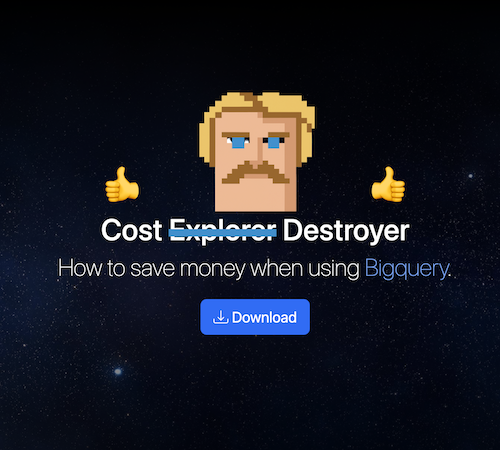 Cost Explorer Destroyer
How to save money when using Bigquery.
Download